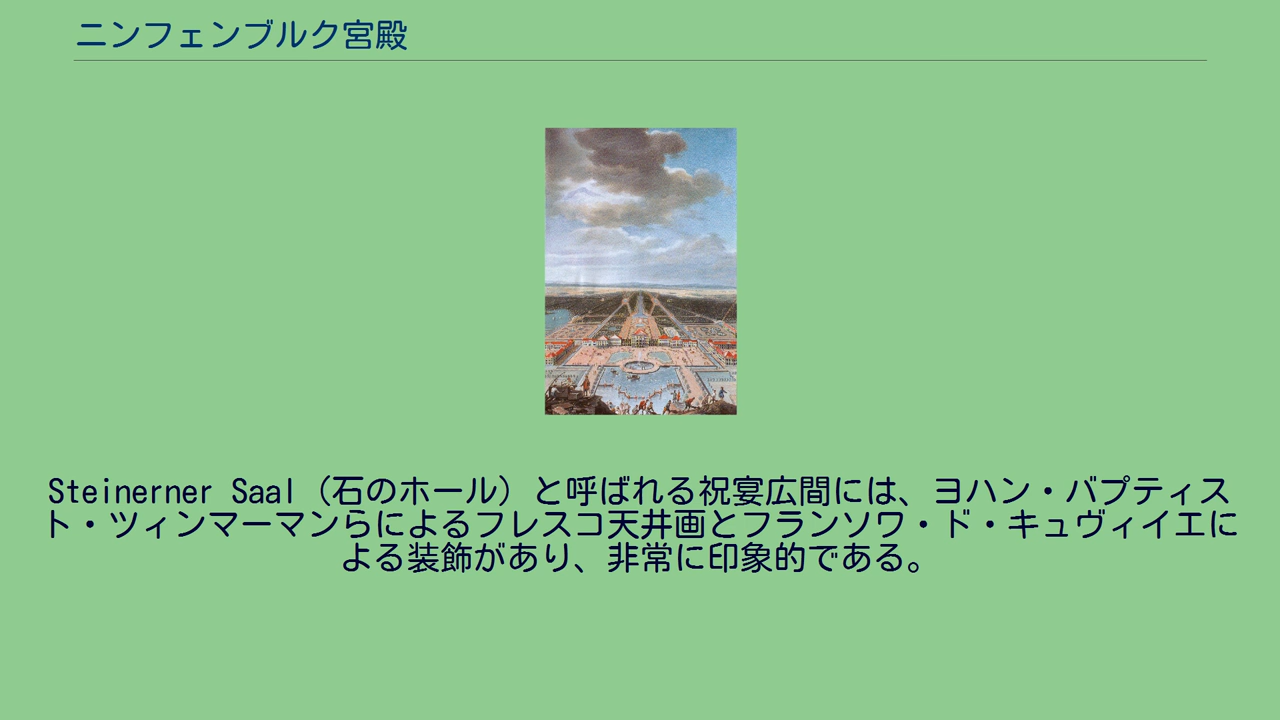 ニンフェンブルク宮殿
Steinerner Saal（石のホール）と呼ばれる祝宴広間には、ヨハン・バプティス
ト・ツィンマーマンらによるフレスコ天井画とフランソワ・ド・キュヴィイエに
よる装飾があり、非常に印象的である。